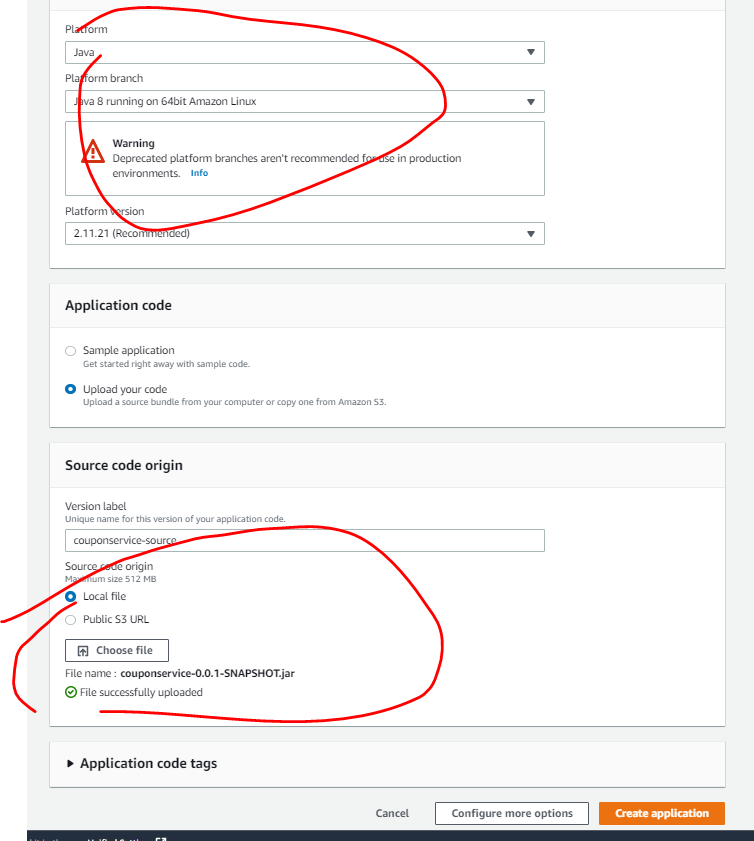 Platform
Java
Platform branch
Java 8 running on 64bit Amazon Linux
Warning
Deprecated platform branches aren't recommended for use in production
environments. Info
Platform version
2.11.21 (Recommended)
Application code
Sample application
Get started right away with sample code.
Upload your code
Upload a source bundle from your computer or copy one from Amazon S3.
Source code origin
Version label
Unique name for this version of your application code.
couponservice-source
Source code origin
Maximum size 512 MB
Local file
Public S3 URL
Choose file
File name : couponservice-0.0.1-SNAPSHOT.jar
File successfully uploaded
Application code tags
Cancel
Configure more options
Create application